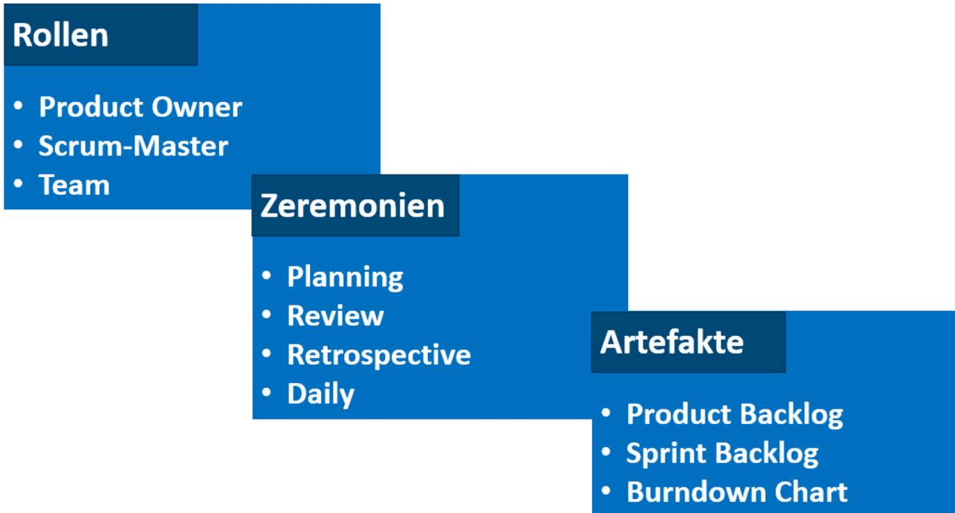 Rollen
• Product Owner
• Scrum-Master
• Team
Zeremonien
• Planning
• Review
• Retrospective
• Daily
Artefakte
• Product Backlog
• Sprint Backlog
• Burndown Chart